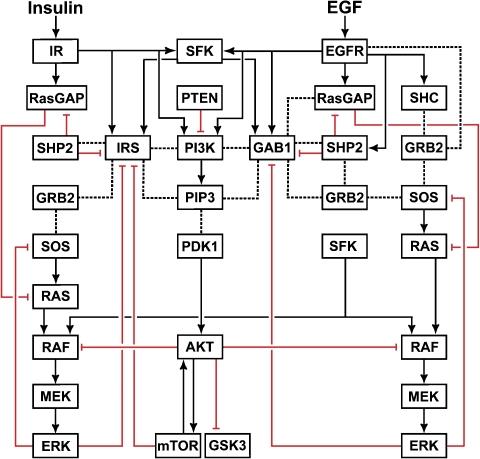 Insulin EGF
IR SFK EGFR
RasGAP PTEN RasGAP SHC
SHP2 IRS PI3K GAB1 SHP2 GRB2
GRB2 PIP3 GRB2 SOS
SOS PDK1 SFK RAS
RAS
RAF AKT RAF
MEK MEK
ERK mTOR GSK3 ERK